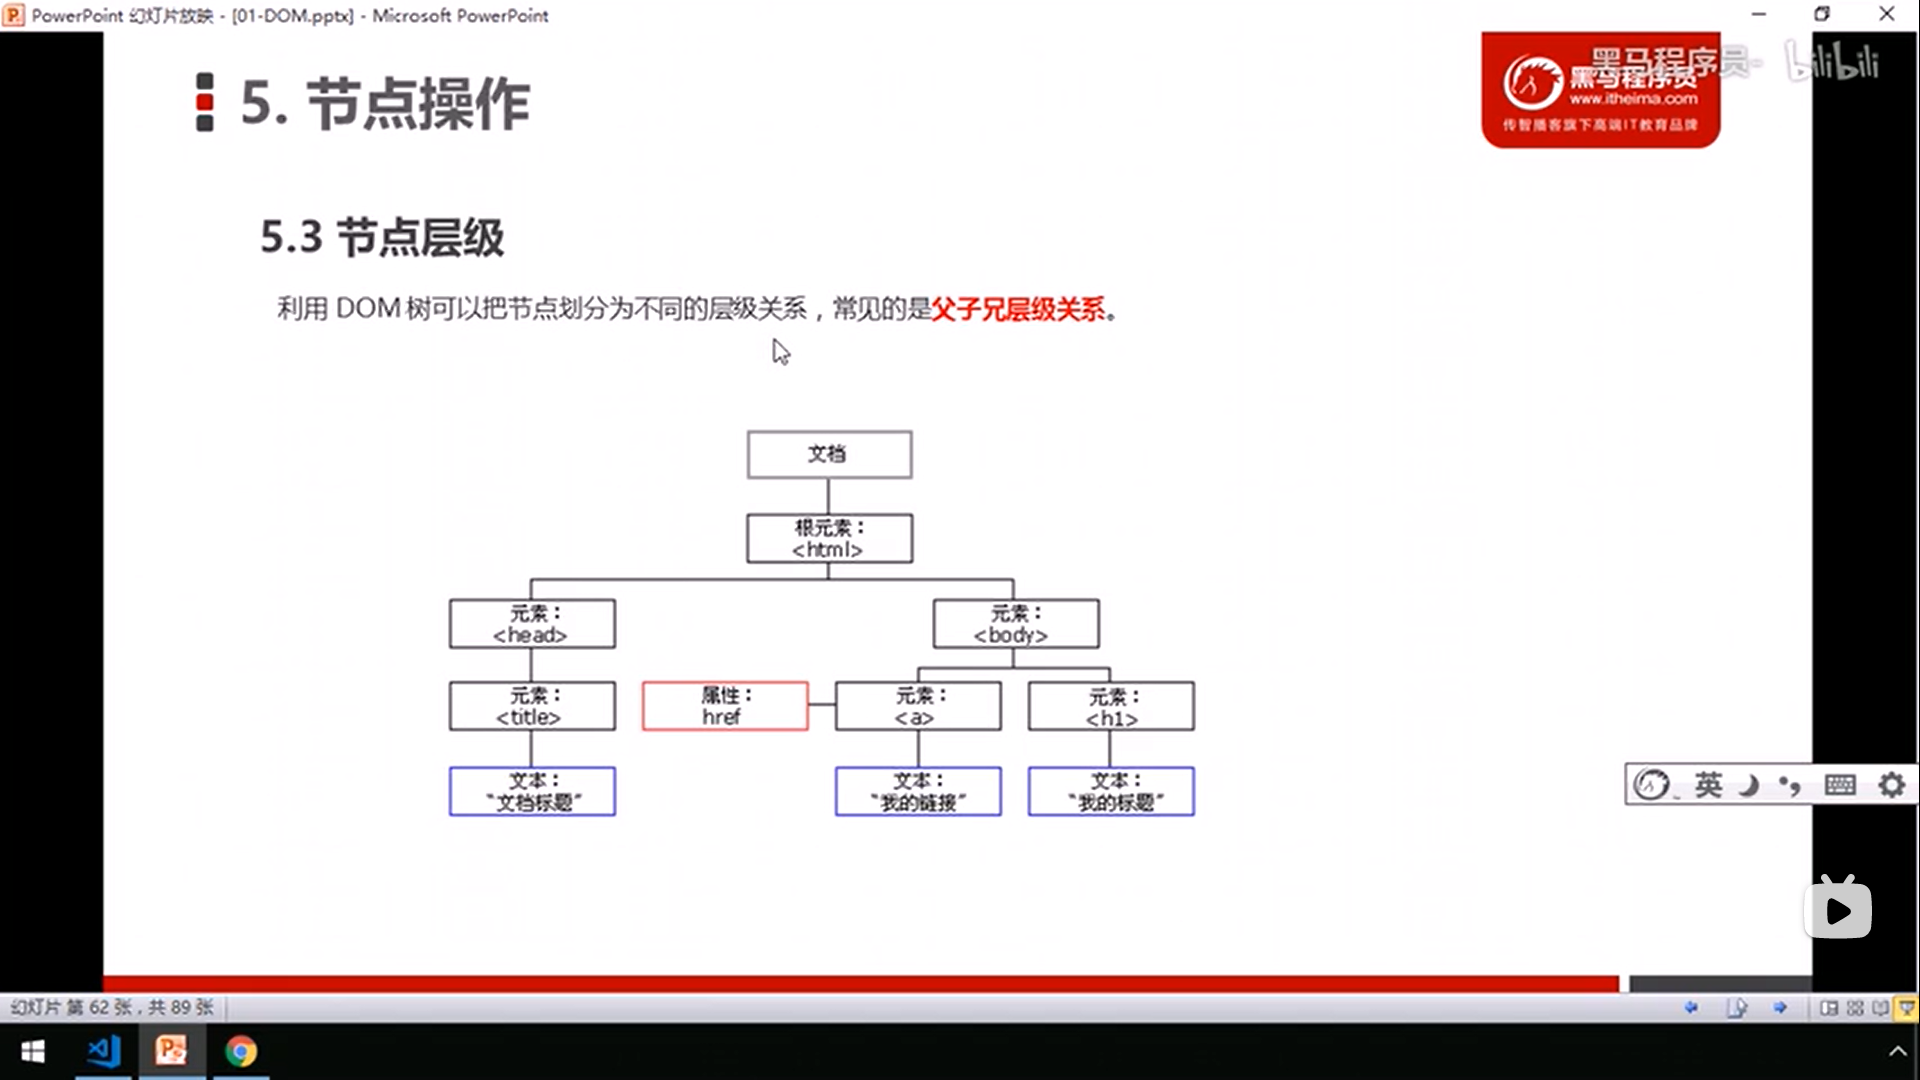 PowerPoint 幻灯片放映 - [01-DOM.pptx] - Microsoft PowerPoint
黑马程序员- bilibili
黑马程序员
www.itheima.com
传智播客旗下高端IT教育品牌
5. 节点操作
5.3 节点层级
利用 DOM 树可以把节点划分为不同的层级关系，常见的是父子兄层级关系。
文档
根元素：
<html>
元素：
<head>
元素：
<body>
元素：
<title>
属性：
href
元素：
<a>
元素：
<h1>
文本：
“文档标题”
文本：
“我的链接”
文本：
“我的标题”
英
幻灯片 第 62 张，共 89 张